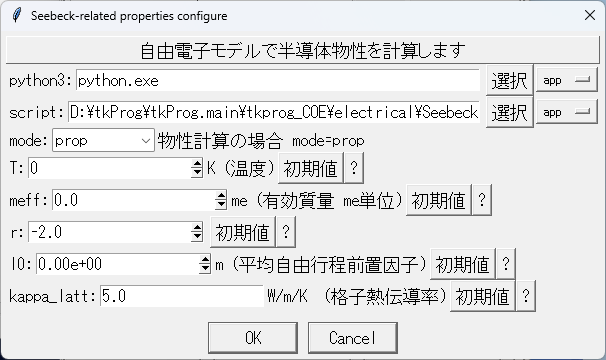 Seebeck-related properties configure
自由電子モデルで半導体物性を計算します
python3: python.exe 選択 app
script: D:\tkProg\tkProg.main\tkprog_COE\electrical\Seebeck 選択 app
mode: prop 物性計算の場合 mode=prop
T: 0 K (温度) 初期値 ?
meff: 0.0 me (有効質量 me単位) 初期値 ?
r: -2.0 初期値 ?
l0: 0.00e+00 m (平均自由行程前置因子) 初期値 ?
kappa_latt: 5.0 W/m/K (格子熱伝導率) 初期値 ?
OK Cancel